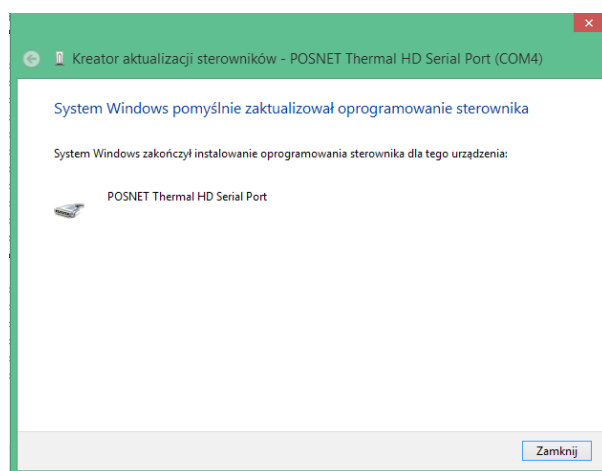 Kreator aktualizacji sterowników - POSNET Thermal HD Serial Port (COM4)
System Windows pomyślnie zaktualizował oprogramowanie sterownika
System Windows zakończył instalowanie oprogramowania sterownika dla tego urządzenia:
POSNET Thermal HD Serial Port
Zamknij